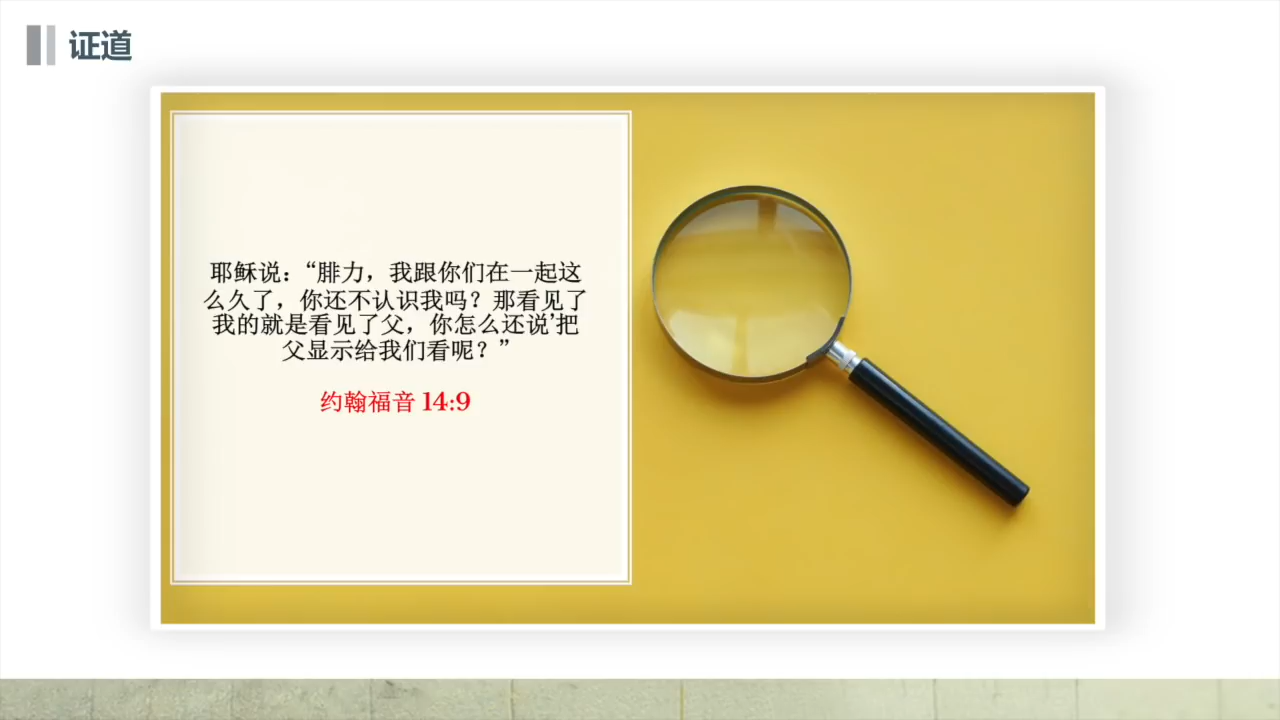 证道
耶稣说：“腓力，我跟你们在一起这
么久了，你还不认识我吗？那看见了
我的就是看见了父，你怎么还说’把
父显示给我们看呢？”
约翰福音 14:9